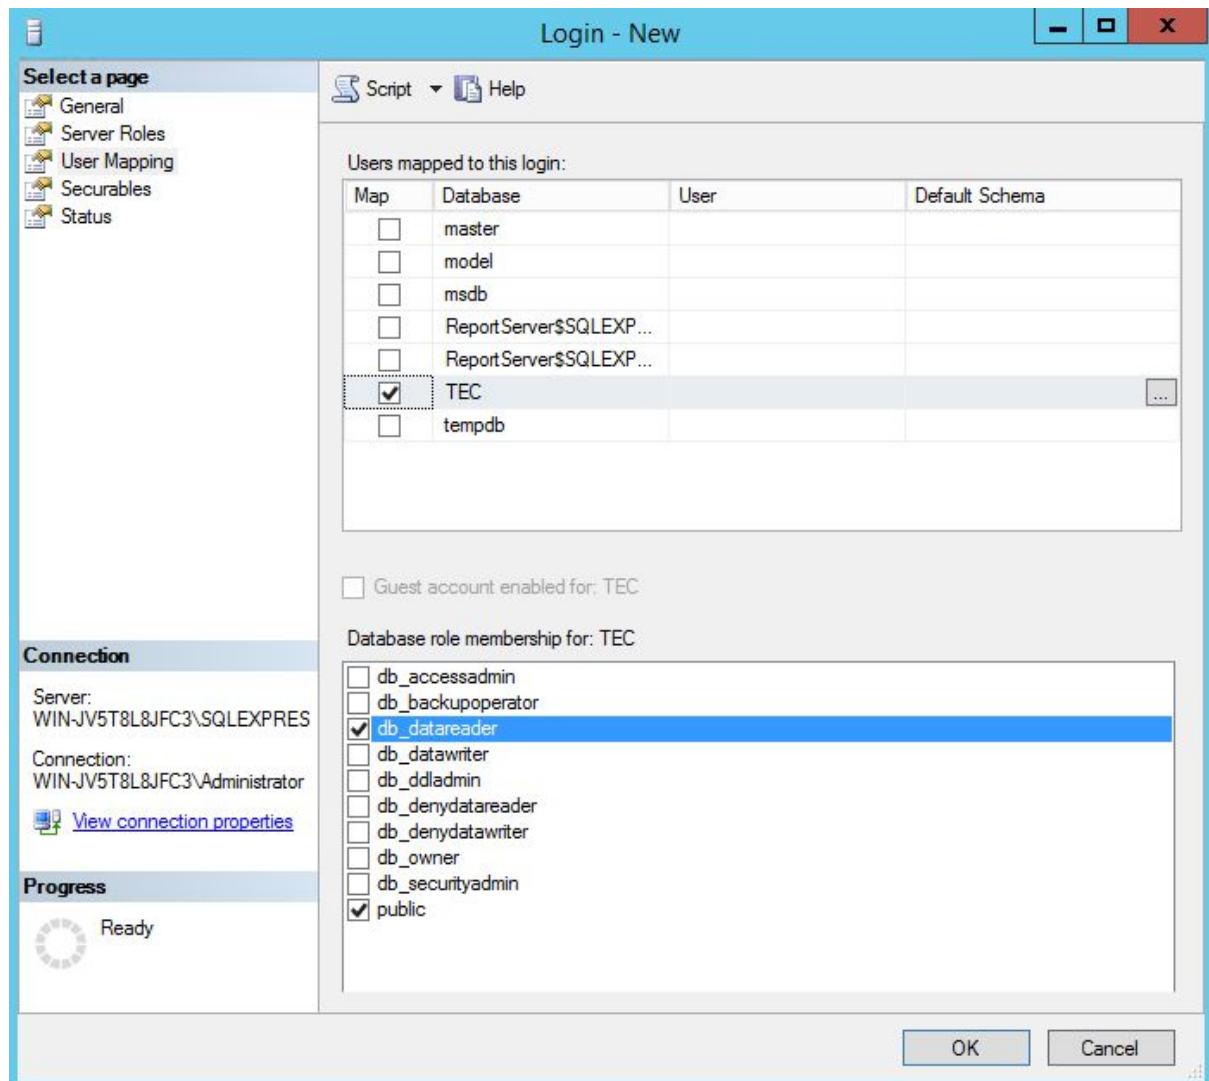 Login - New
Select a page
General
Server Roles
User Mapping
Securables
Status
Script Help
Users mapped to this login:
Map Database User Default Schema
master
model
msdb
ReportServer$SQLEXP...
ReportServer$SQLEXP...
TEC ...
tempdb
Guest account enabled for: TEC
Database role membership for: TEC
db_accessadmin
db_backupoperator
db_datareader
db_datawriter
db_ddladmin
db_denydatareader
db_denydatawriter
db_owner
db_securityadmin
public
Connection
Server:
WIN-JV5T8L8JFC3\SQLEXPRES
Connection:
WIN-JV5T8L8JFC3\Administrator
View connection properties
Progress
Ready
OK Cancel